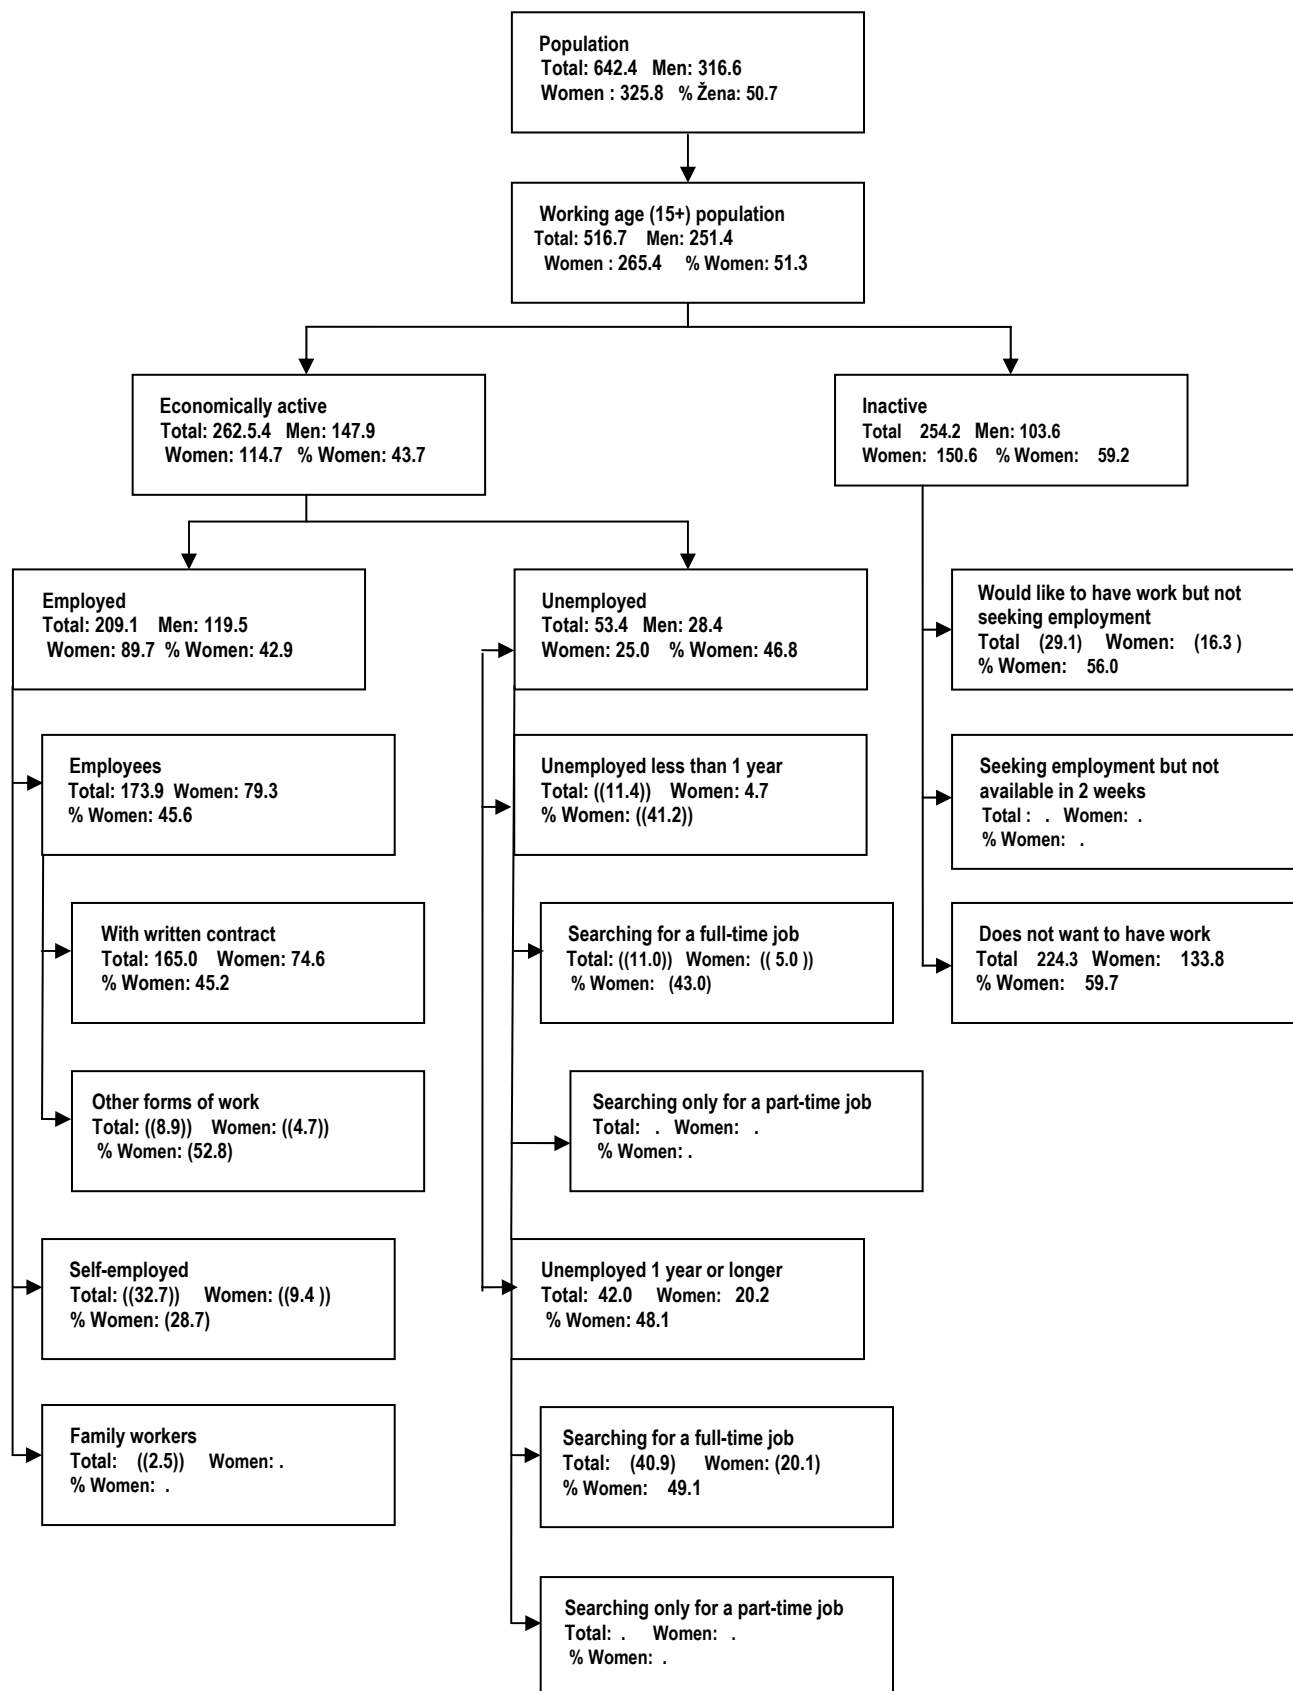 Population
Total: 642.4 Men: 316.6
Women : 325.8 % Žena: 50.7
Working age (15+) population
Total: 516.7 Men: 251.4
Women : 265.4 % Women: 51.3
Economically active
Total: 262.5.4 Men: 147.9
Women: 114.7 % Women: 43.7
Inactive
Total 254.2 Men: 103.6
Women: 150.6 % Women: 59.2
Employed
Total: 209.1 Men: 119.5
Women: 89.7 % Women: 42.9
Unemployed
Total: 53.4 Men: 28.4
Women: 25.0 % Women: 46.8
Would like to have work but not
seeking employment
Total (29.1) Women: (16.3 )
% Women: 56.0
Employees
Total: 173.9 Women: 79.3
% Women: 45.6
Unemployed less than 1 year
Total: ((11.4)) Women: 4.7
% Women: ((41.2))
Seeking employment but not
available in 2 weeks
Total : . Women: .
% Women: .
With written contract
Total: 165.0 Women: 74.6
% Women: 45.2
Searching for a full-time job
Total: ((11.0)) Women: (( 5.0 ))
% Women: (43.0)
Does not want to have work
Total 224.3 Women: 133.8
% Women: 59.7
Other forms of work
Total: ((8.9)) Women: ((4.7))
% Women: (52.8)
Searching only for a part-time job
Total: . Women: .
% Women: .
Self-employed
Total: ((32.7)) Women: ((9.4 ))
% Women: (28.7)
Unemployed 1 year or longer
Total: 42.0 Women: 20.2
% Women: 48.1
Family workers
Total: ((2.5)) Women: .
% Women: .
Searching for a full-time job
Total: (40.9) Women: (20.1)
% Women: 49.1
Searching only for a part-time job
Total: . Women: .
% Women: .